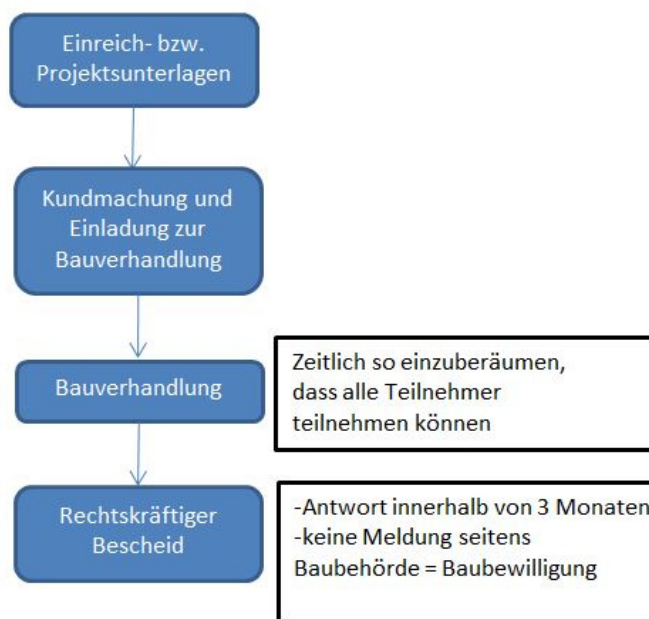 Einreich- bzw.
Projektsunterlagen
Kundmachung und
Einladung zur
Bauverhandlung
Bauverhandlung
Zeitlich so einzuberäumen,
dass alle Teilnehmer
teilnehmen können
Rechtskräftiger
Bescheid
-Antwort innerhalb von 3 Monaten
-keine Meldung seitens
Baubehörde = Baubewilligung